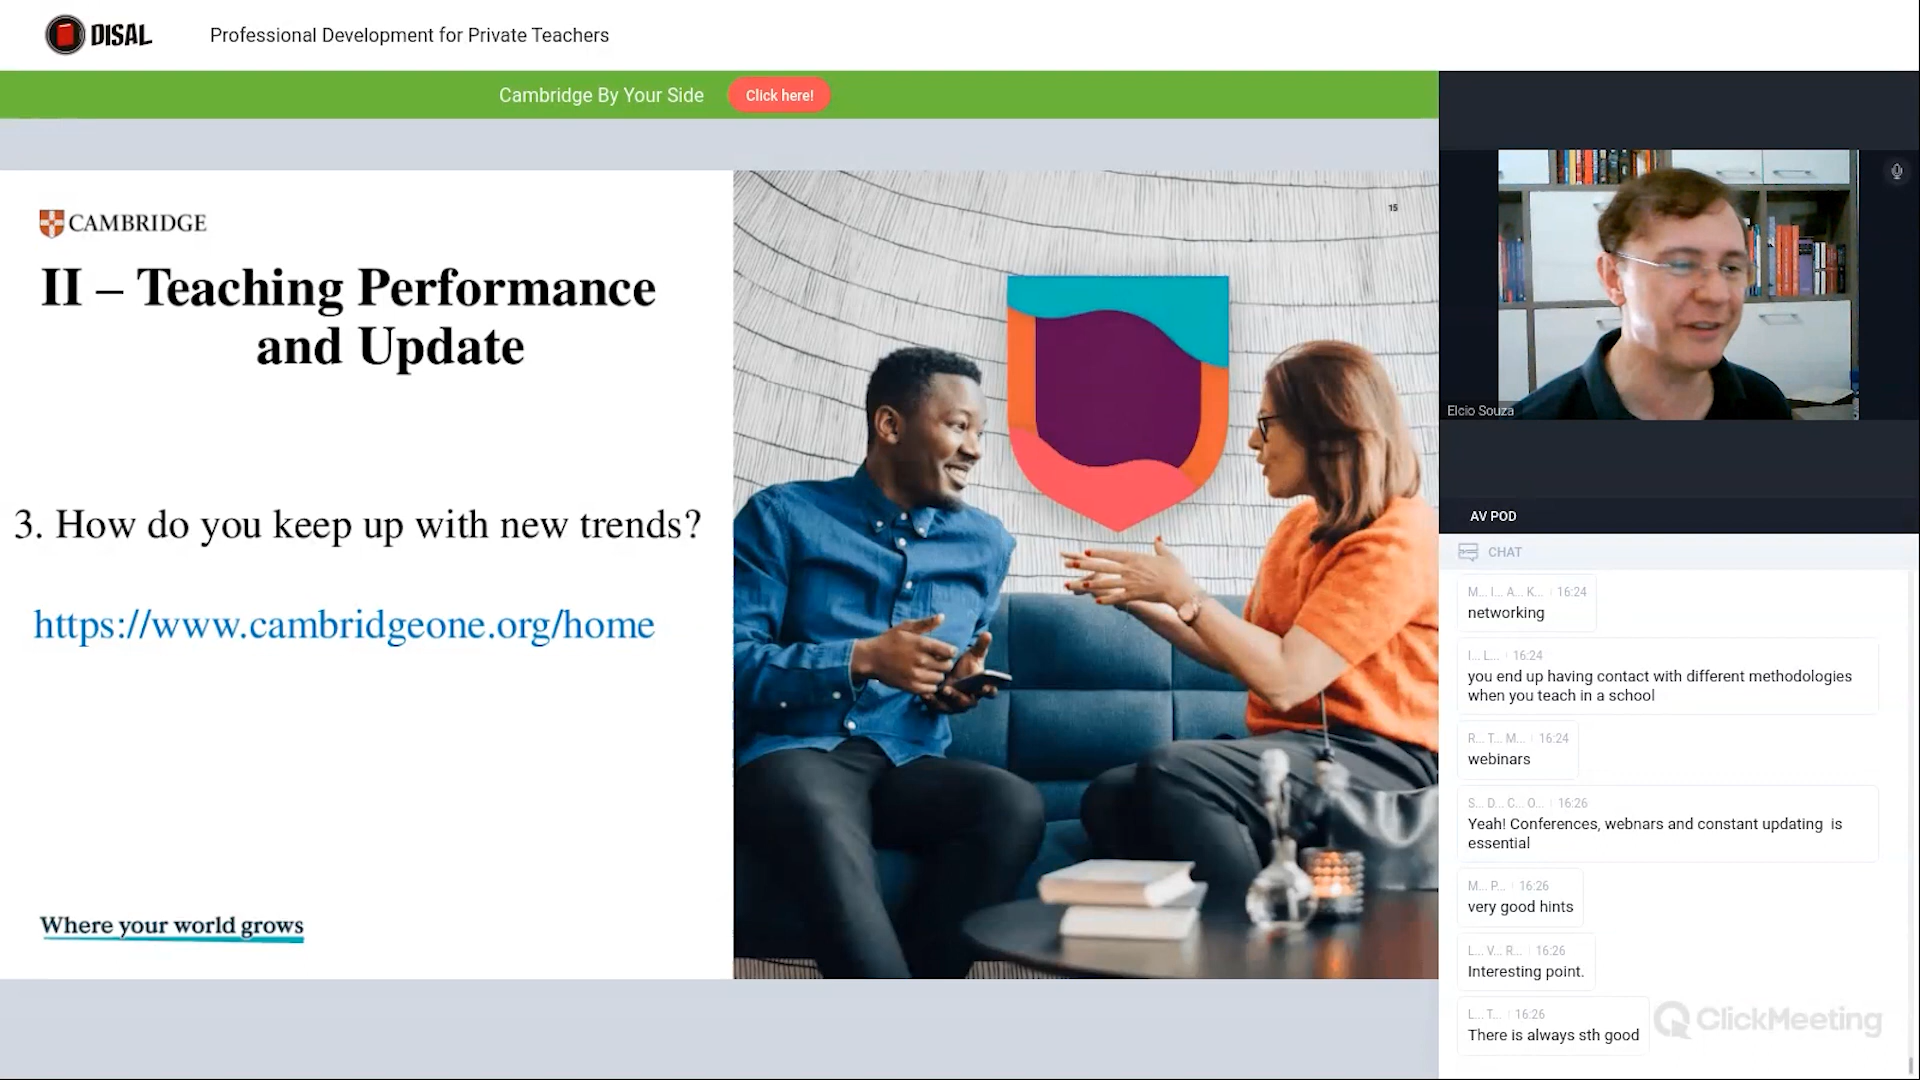 DISAL
Professional Development for Private Teachers
Cambridge By Your Side
Click here!
CAMBRIDGE
15
II – Teaching Performance
and Update
3. How do you keep up with new trends?
https://www.cambridgeone.org/home
Where your world grows
Elcio Souza
AV POD
CHAT
M... I... A... K... 16:24
networking
I... L... 16:24
you end up having contact with different methodologies
when you teach in a school
R... T... M... 16:24
webinars
S... D... C... O... 16:26
Yeah! Conferences, webnars and constant updating is
essential
M... P... 16:26
very good hints
L... V... R... 16:26
Interesting point.
L... T... 16:26
There is always sth good
ClickMeeting